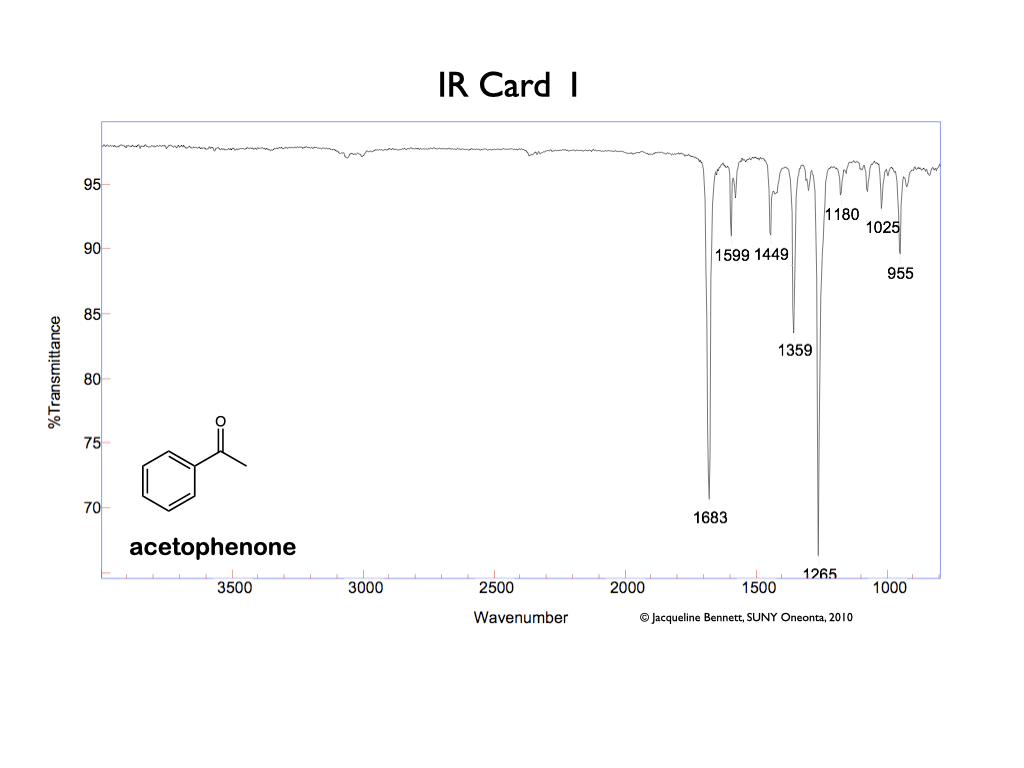 IR Card 1
95
90
85
80
75
70
%Transmittance
1180
1025
1599 1449
955
1359
1683
1265
O
acetophenone
3500 3000 2500 2000 1500 1000
Wavenumber
© Jacqueline Bennett, SUNY Oneonta, 2010